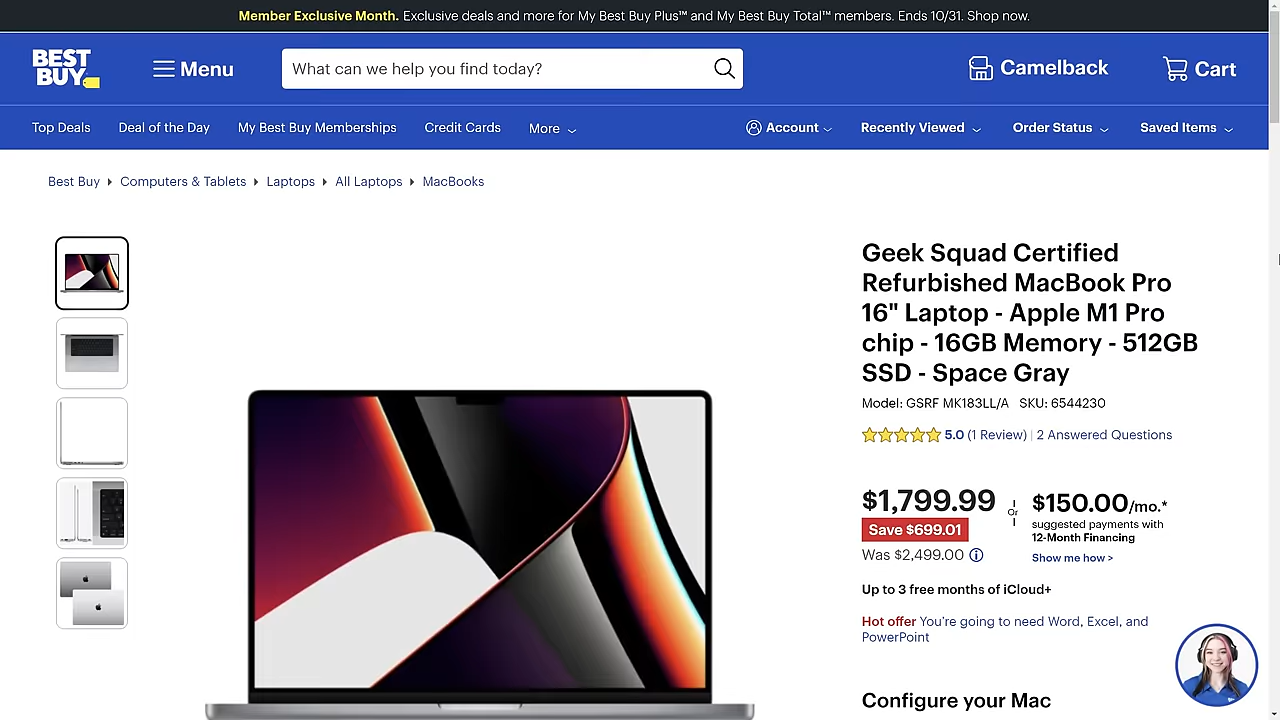 Member Exclusive Month. Exclusive deals and more for My Best Buy Plus™ and My Best Buy Total™ members. Ends 10/31. Shop now.
BEST
BUY
Menu
What can we help you find today?
Camelback
Cart
Top Deals
Deal of the Day
My Best Buy Memberships
Credit Cards
More
Account
Recently Viewed
Order Status
Saved Items
Best Buy
Computers & Tablets
Laptops
All Laptops
MacBooks
Geek Squad Certified
Refurbished MacBook Pro
16" Laptop - Apple M1 Pro
chip - 16GB Memory - 512GB
SSD - Space Gray
Model: GSRF MK183LL/A SKU: 6544230
5.0 (1 Review) | 2 Answered Questions
$1,799.99
Save $699.01
Was $2,499.00
Or
$150.00/mo.*
suggested payments with
12-Month Financing
Show me how >
Up to 3 free months of iCloud+
Hot offer You're going to need Word, Excel, and
PowerPoint
Configure your Mac